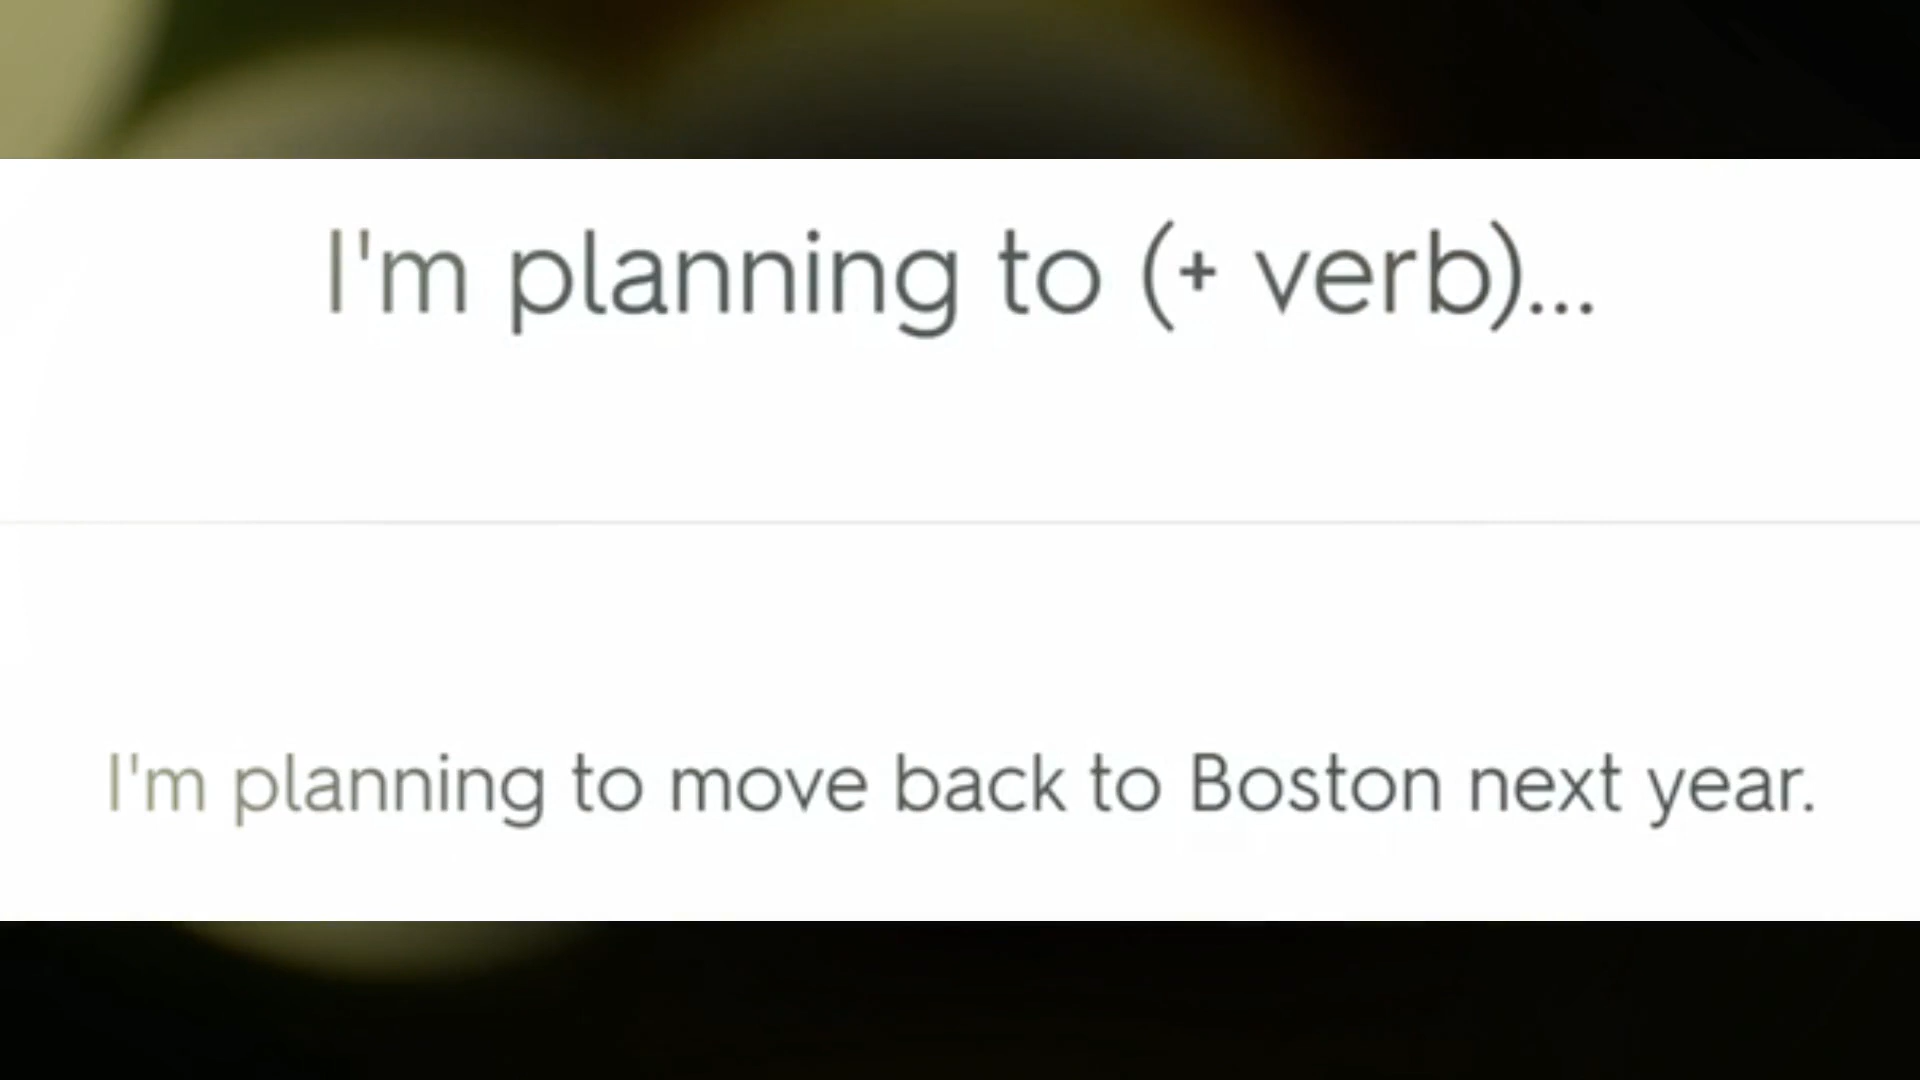 I'm planning to (+ verb)...
I'm planning to move back to Boston next year.